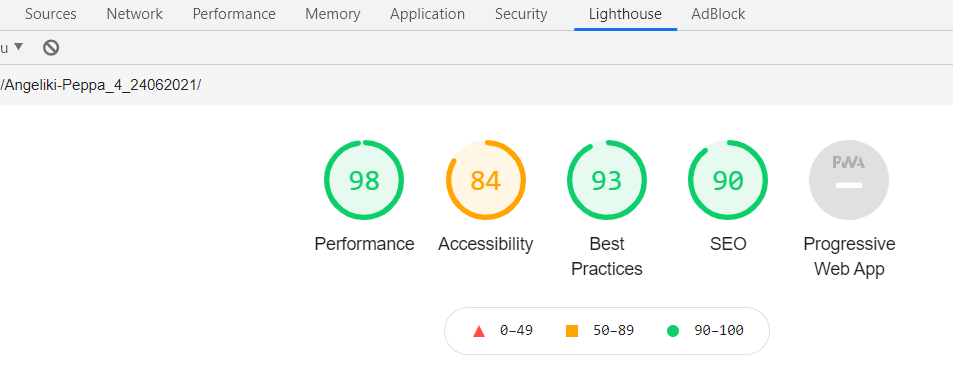 Sources Network Performance Memory Application Security Lighthouse AdBlock
u
/Angeliki-Peppa_4_24062021/
98 84 93 90 PWA
Performance Accessibility Best Practices SEO Progressive Web App
0–49 50–89 90–100